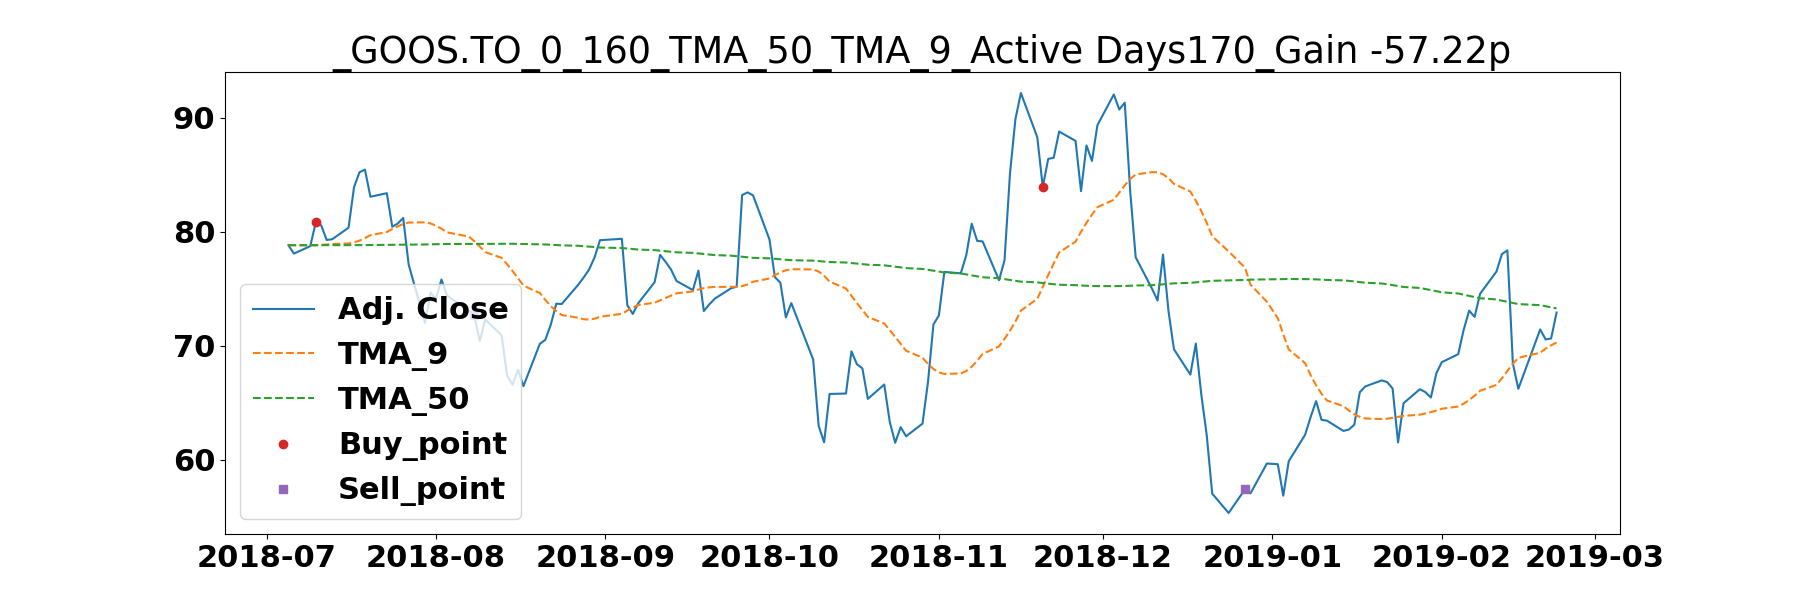 _GOOS.TO_0_160_TMA_50_TMA_9_Active Days170_Gain -57.22p
90
80
70
60
Adj. Close
TMA_9
TMA_50
Buy_point
Sell_point
2018-07 2018-08 2018-09 2018-10 2018-11 2018-12 2019-01 2019-02 2019-03